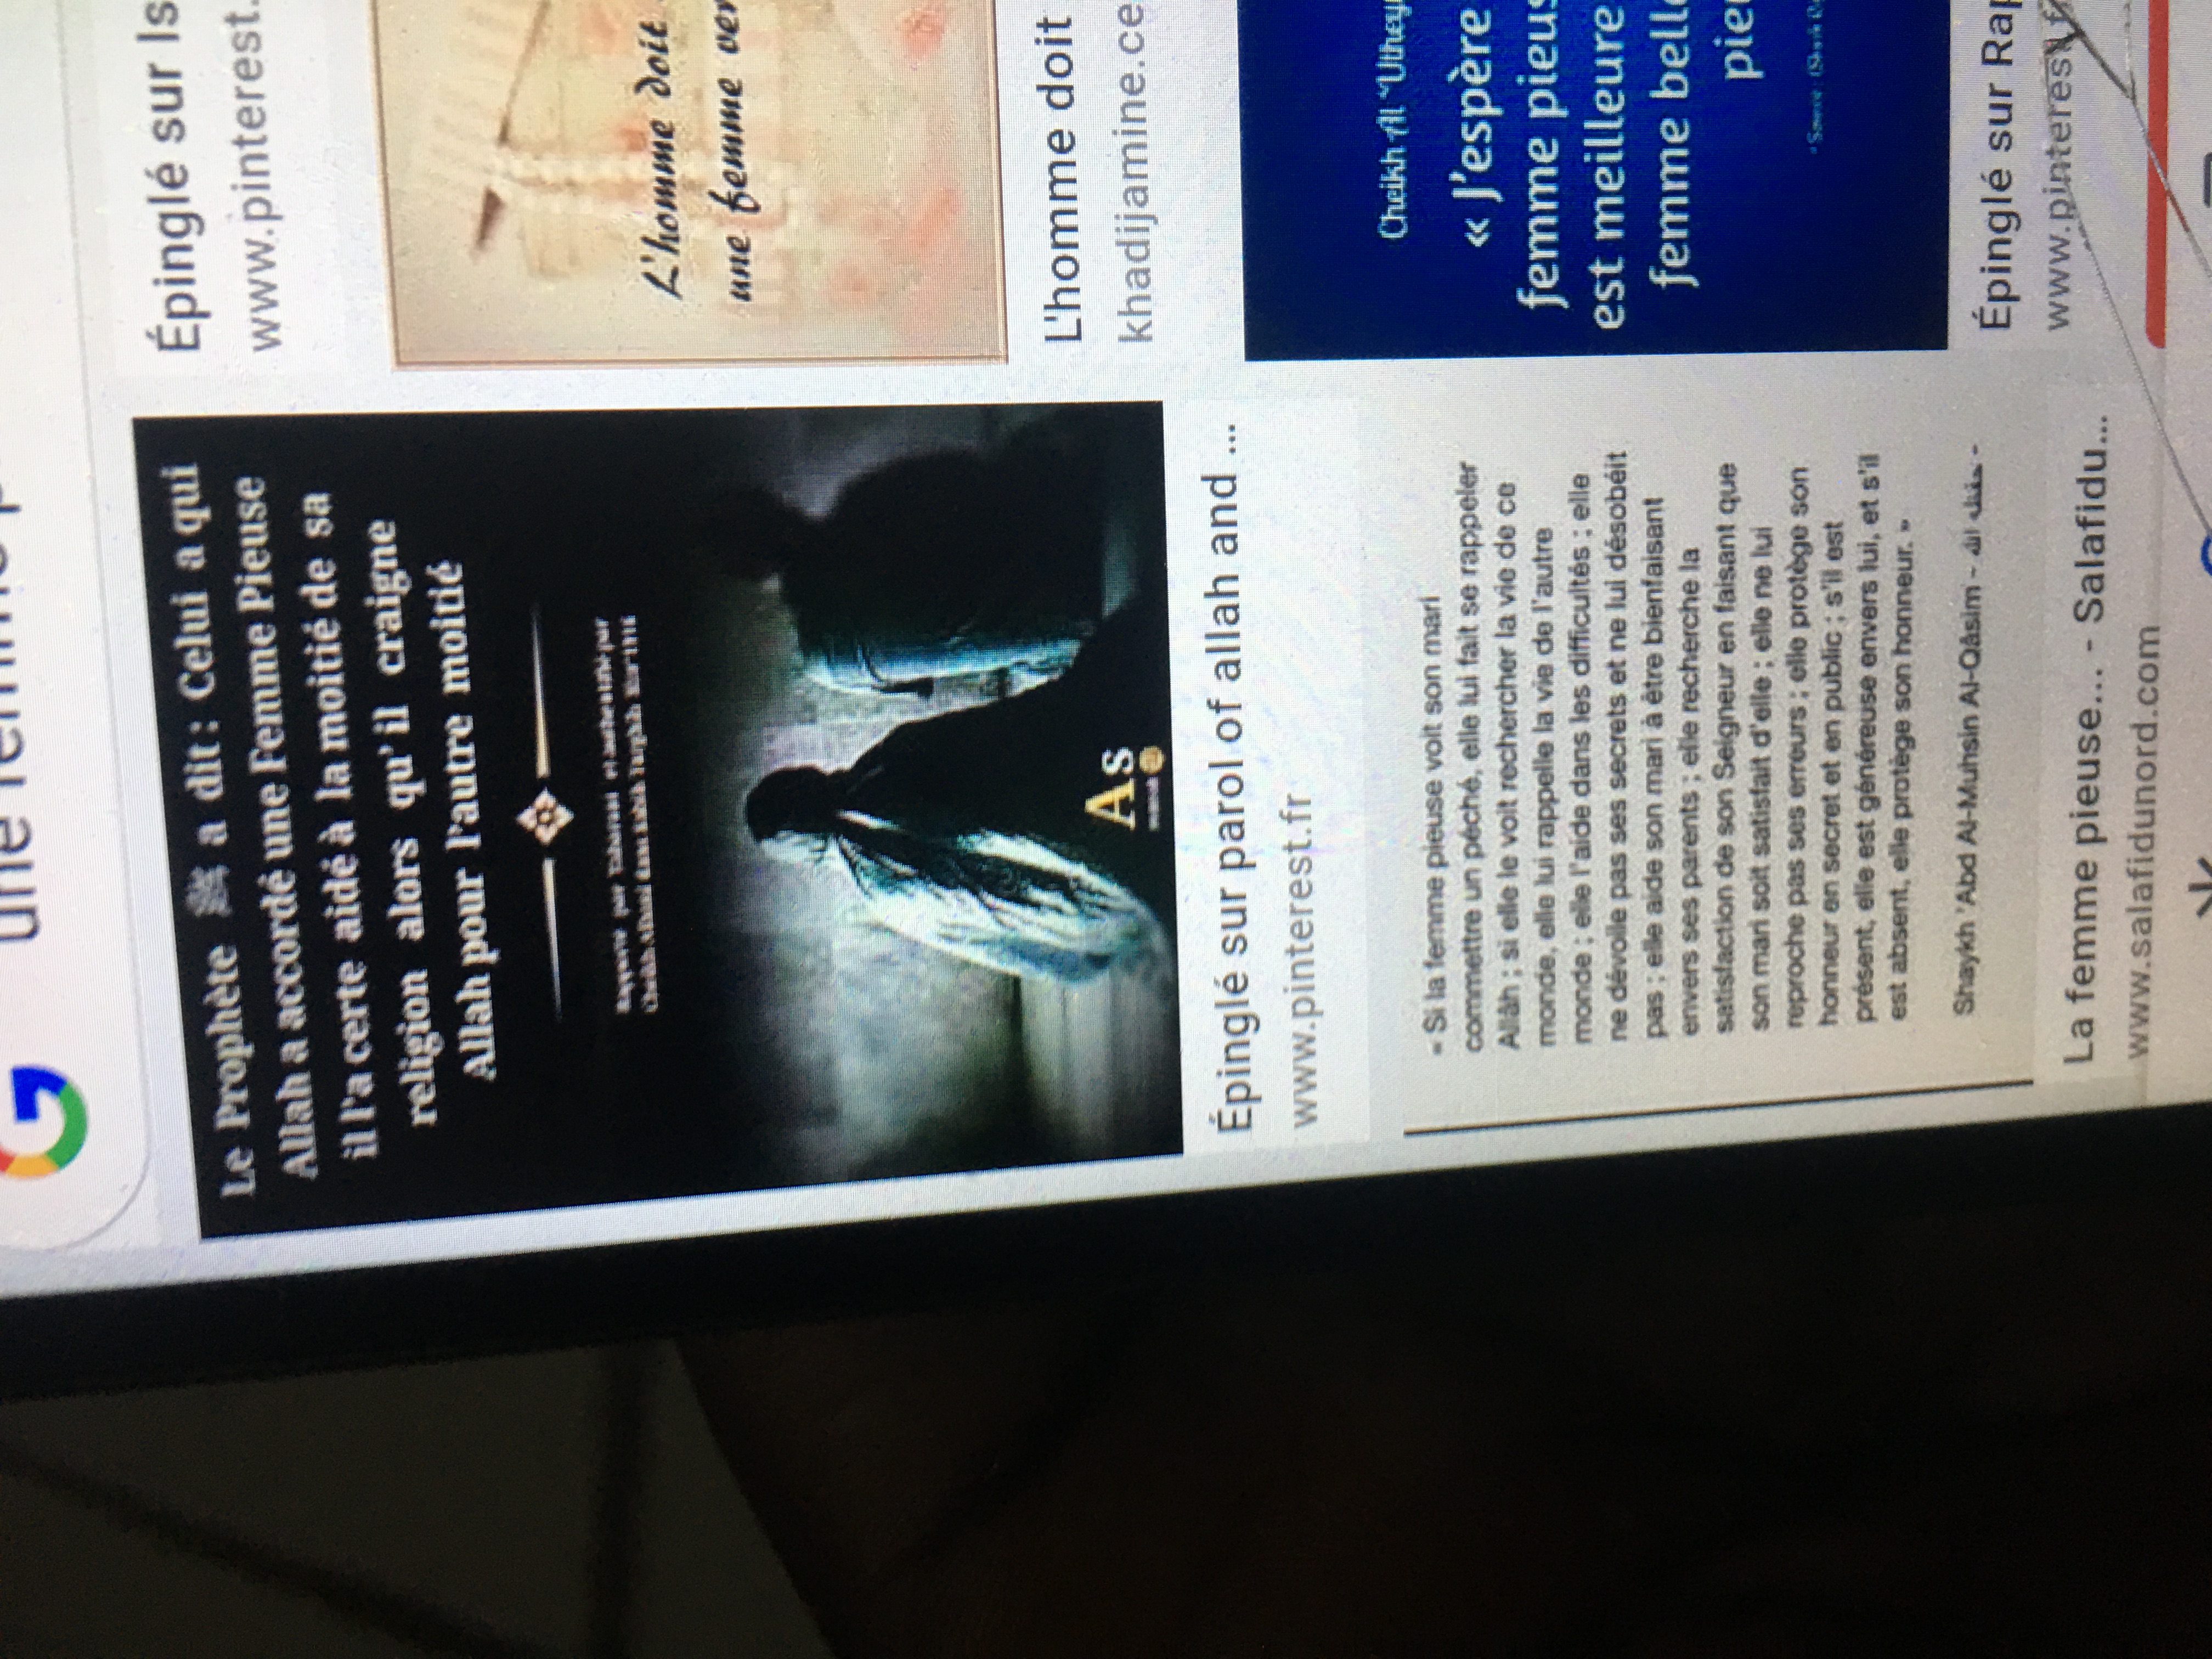 une femme
Le Prophète ﷺ a dit : Celui a qui
Allah a accordé une Femme Pieuse
il l'a certe aidé à la moitié de sa
religion alors qu'il craigne
Allah pour l'autre moitié
Rapporté par Tabarani et authentifié par
Cheikh Albani dans Sahih Targhib
As
Épinglé sur parol of allah and ...
www.pinterest.fr
« Si la femme pieuse voit son mari
commettre un péché, elle lui fait se rappeler
Allâh ; si elle le voit rechercher la vie de ce
monde, elle lui rappelle la vie de l'autre
monde ; elle l'aide dans les difficultés ; elle
ne dévoile pas ses secrets et ne lui désobéit
pas ; elle aide son mari à être bienfaisant
envers ses parents ; elle recherche la
satisfaction de son Seigneur en faisant que
son mari soit satisfait d'elle ; elle ne lui
reproche pas ses erreurs ; elle protège son
honneur en secret et en public ; s'il est
présent, elle est généreuse envers lui, et s'il
est absent, elle protège son honneur. »
Shaykh 'Abd Al-Muhsin Al-Qâsim - حفظه الله -
La femme pieuse... - Salafidu...
www.salafidunord.com
Épinglé sur Is
www.pinterest.
L'homme doit
une femme ver
L'homme doit
khadijamine.ce
Cheikh Al 'Uthey
« J'espère
femme pieus
est meilleure
femme belle
pieu
Épinglé sur Rap
www.pinterest.f